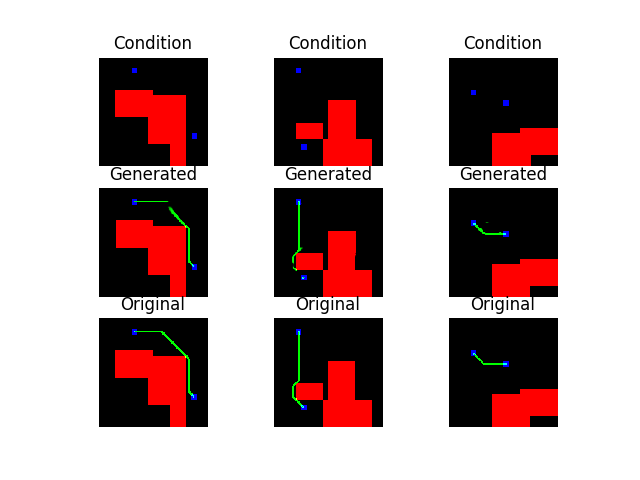 Condition Condition Condition
Generated Generated Generated
Original Original Original